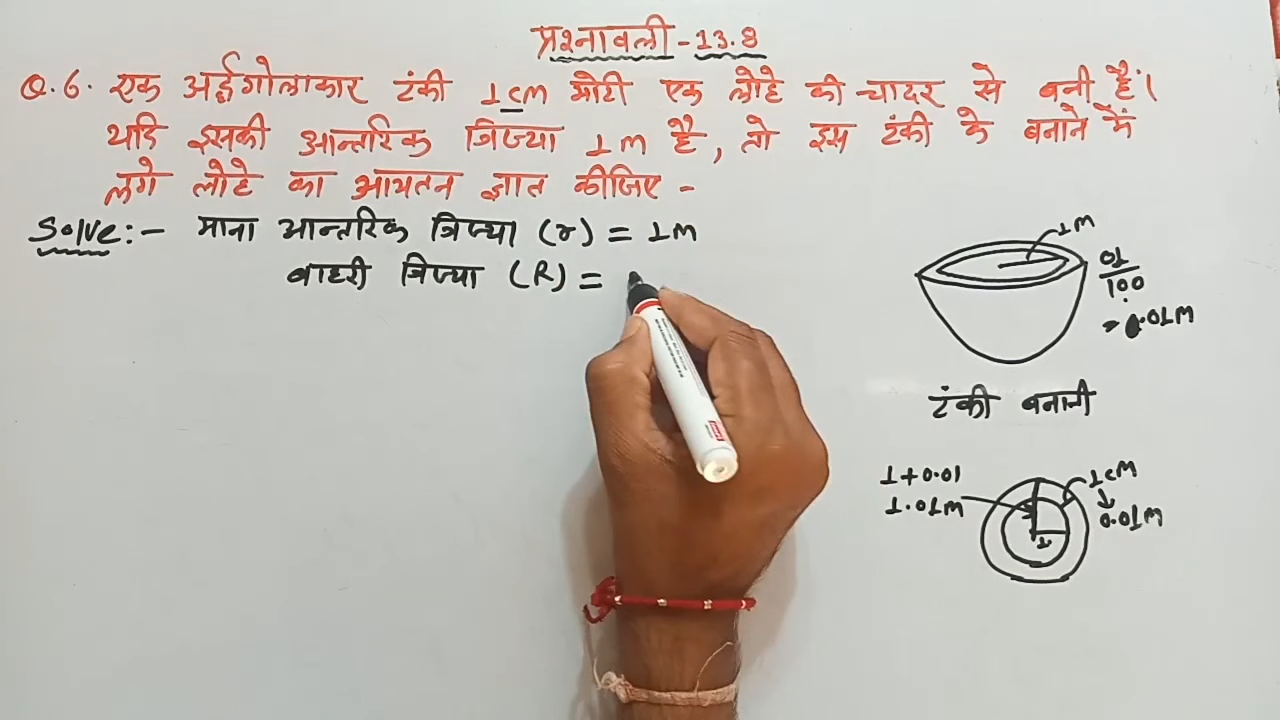 प्रश्नावली - 13.8
Q.6. एक अर्द्धगोलाकार टंकी 1cm मोटी एक लोहे की चादर से बनी है।
यदि इसकी आन्तरिक त्रिज्या 1m है, तो इस टंकी के बनाने में
लगे लोहे का आयतन ज्ञात कीजिए -
Solve:- माना आन्तरिक त्रिज्या (r) = 1m
बाहरी त्रिज्या (R) =
1m
01
100
= 0.01m
टंकी बनानी
1+0.01
1.01m
1cm
0.01m
1